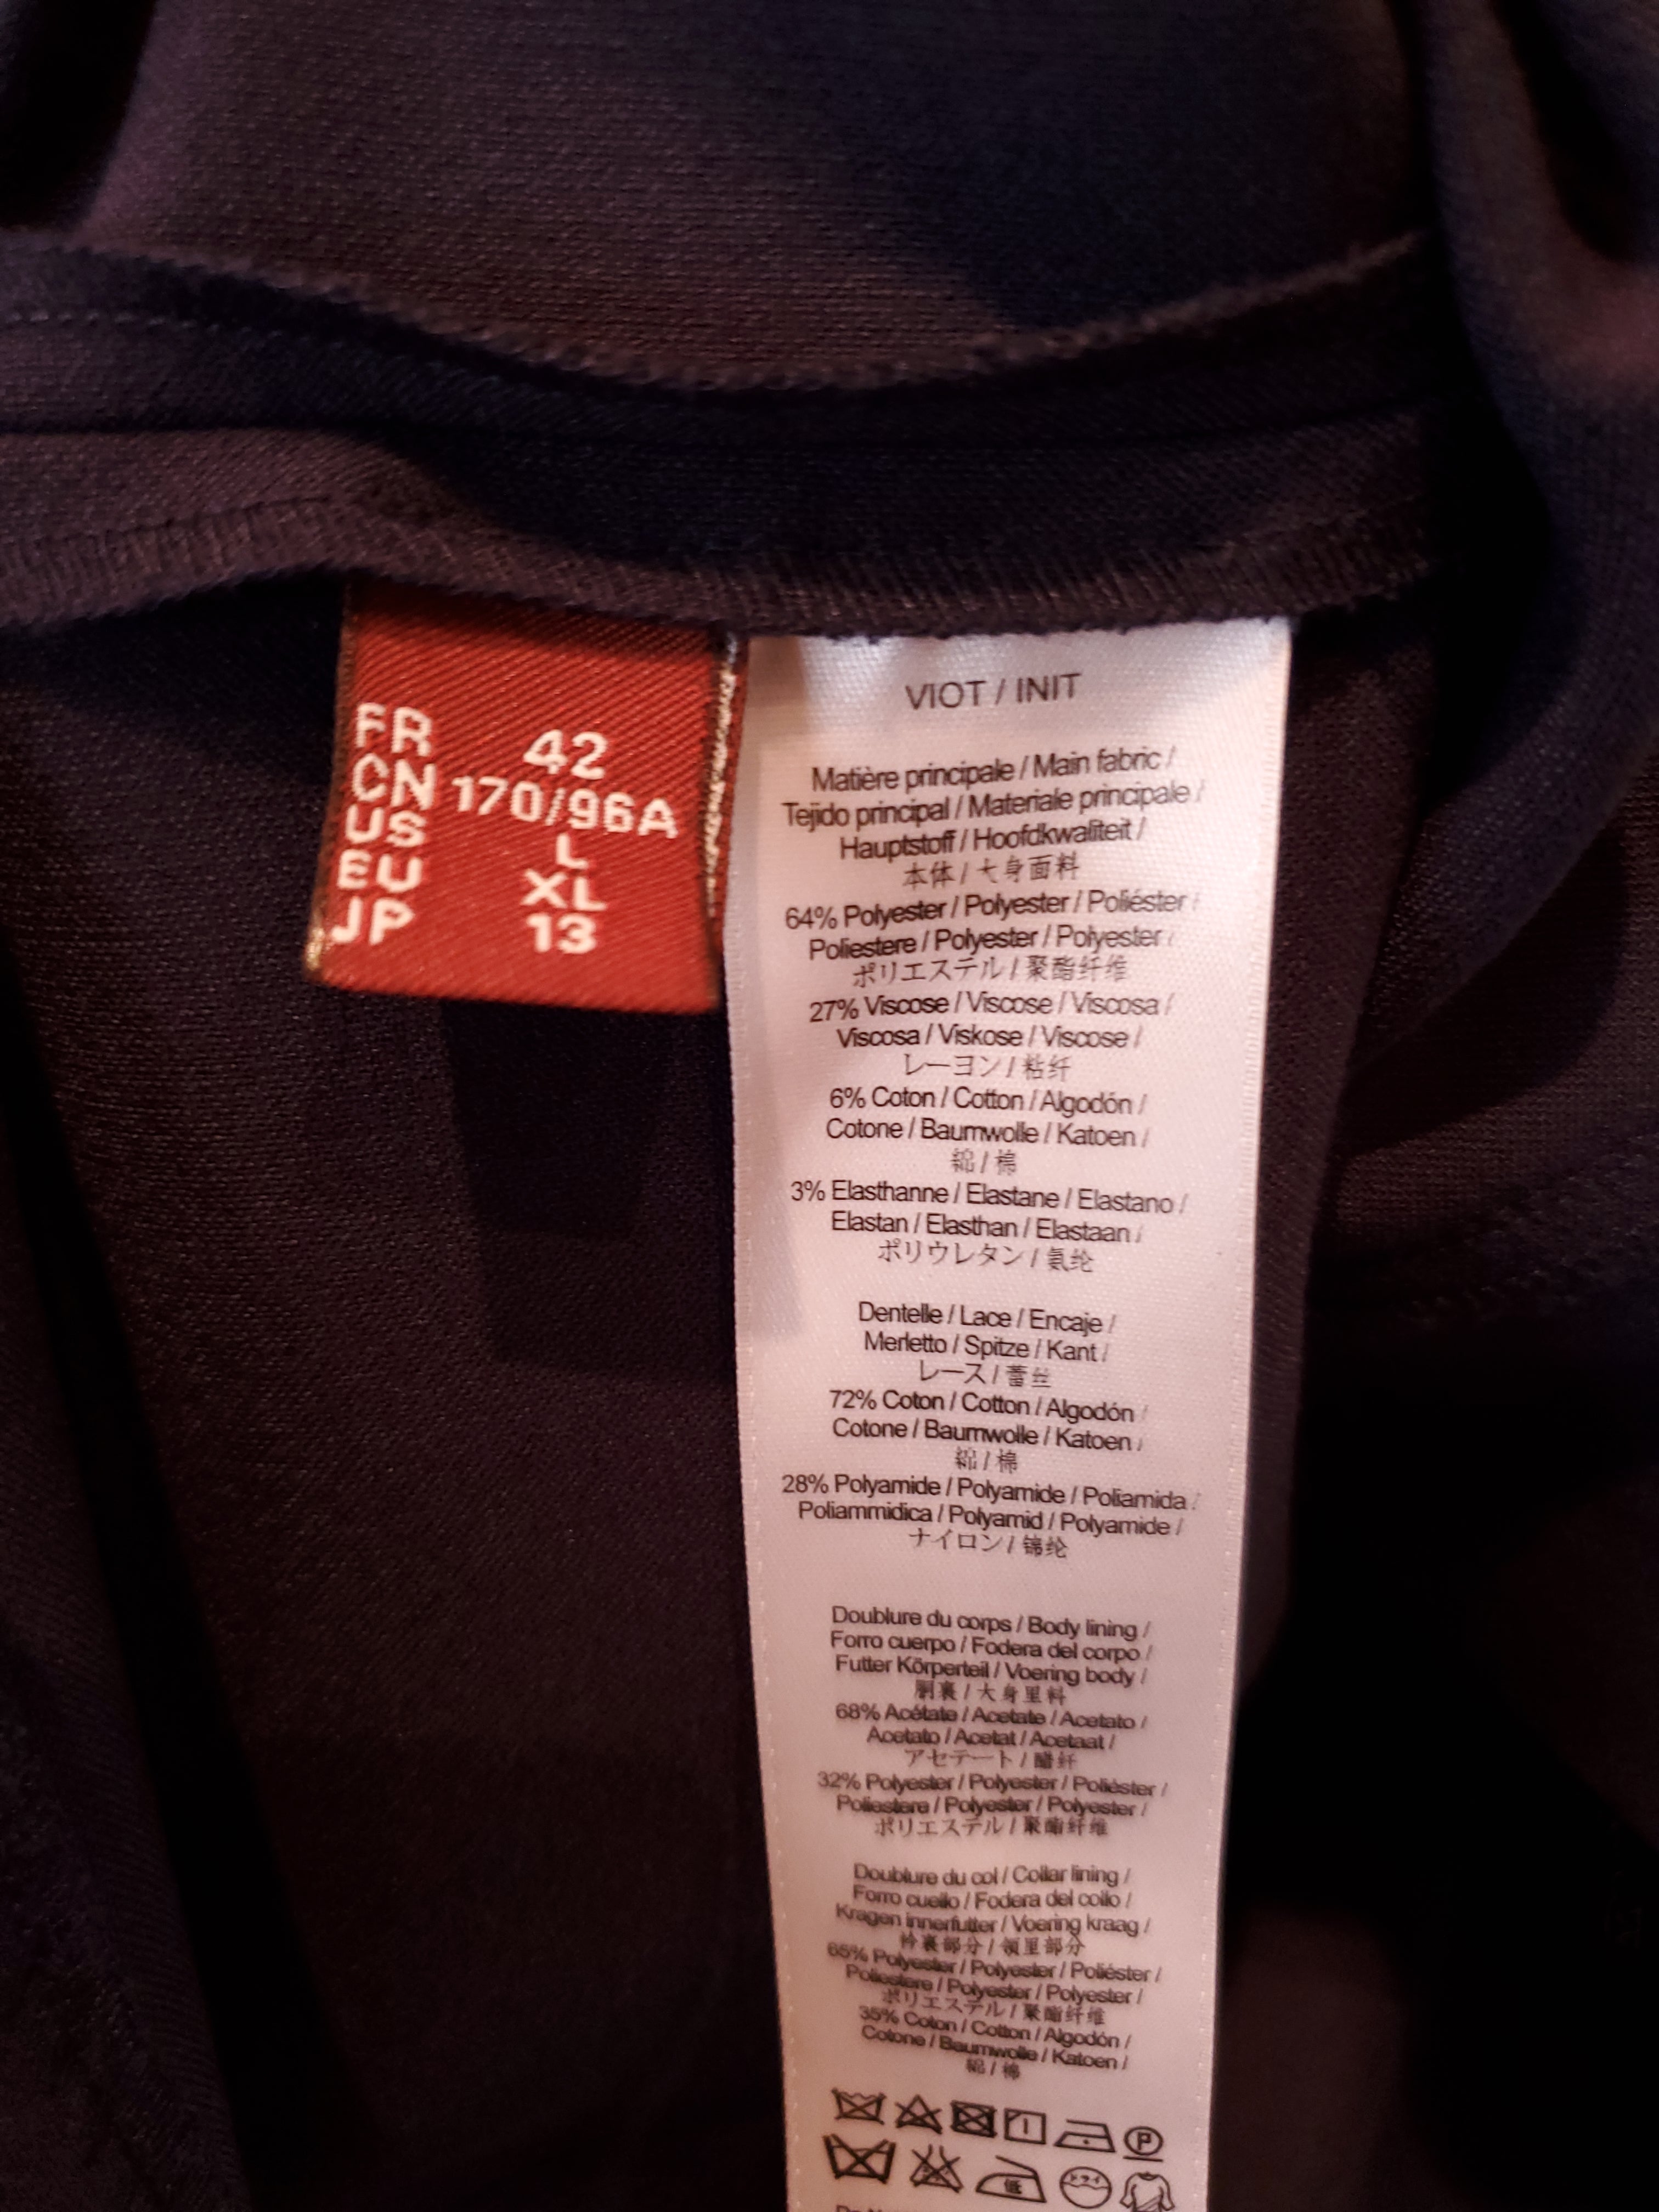 FR 42
CN 170/96A
US L
EU XL
JP 13
VIOT / INIT
Matière principale / Main fabric /
Tejido principal / Materiale principale /
Hauptstoff / Hoofdkwaliteit /
本体 / 大身面料
64% Polyester / Polyester / Poliéster /
Poliestere / Polyester / Polyester /
ポリエステル / 聚酯纤维
27% Viscose / Viscose / Viscosa /
Viscosa / Viskose / Viscose /
レーヨン / 粘纤
6% Coton / Cotton / Algodón /
Cotone / Baumwolle / Katoen /
綿 / 棉
3% Elasthanne / Elastane / Elastano /
Elastan / Elasthan / Elastaan /
ポリウレタン / 氨纶
Dentelle / Lace / Encaje /
Merletto / Spitze / Kant /
レース / 蕾丝
72% Coton / Cotton / Algodón /
Cotone / Baumwolle / Katoen /
綿 / 棉
28% Polyamide / Polyamide / Poliamida /
Poliammidica / Polyamid / Polyamide /
ナイロン / 锦纶
Doublure du corps / Body lining /
Forro cuerpo / Fodera del corpo /
Futter Körperteil / Voering body /
胴裏 / 大身里料
68% Acétate / Acetate / Acetato /
Acetato / Acetat / Acetaat /
アセテート / 醋纤
32% Polyester / Polyester / Poliéster /
Poliestere / Polyester / Polyester /
ポリエステル / 聚酯纤维
Doublure du col / Collar lining /
Forro cuello / Fodera del collo /
Kragen innerfutter / Voering kraag /
衿裏部分 / 领里部分
65% Polyester / Polyester / Poliéster /
Poliestere / Polyester / Polyester /
ポリエステル / 聚酯纤维
35% Coton / Cotton / Algodón /
Cotone / Baumwolle / Katoen /
綿 / 棉
P
低 ドライ